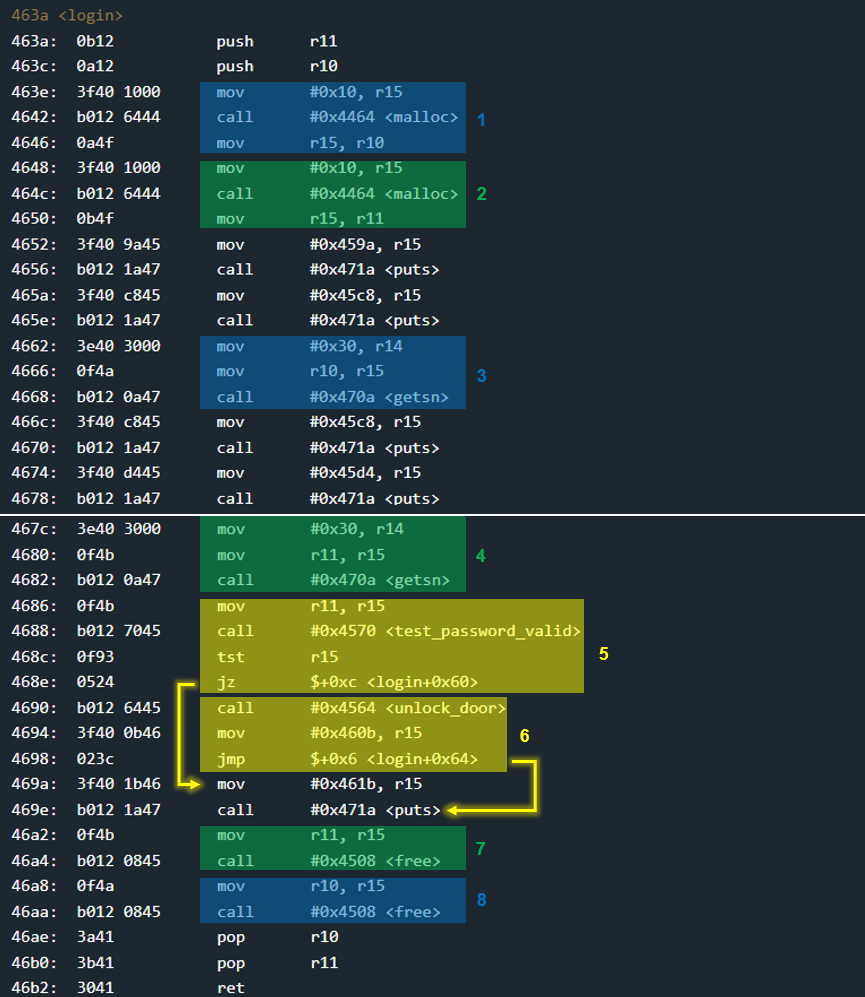 463a <login>
463a: 0b12 push r11
463c: 0a12 push r10
463e: 3f40 1000 mov #0x10, r15
4642: b012 6444 call #0x4464 <malloc> 1
4646: 0a4f mov r15, r10
4648: 3f40 1000 mov #0x10, r15
464c: b012 6444 call #0x4464 <malloc> 2
4650: 0b4f mov r15, r11
4652: 3f40 9a45 mov #0x459a, r15
4656: b012 1a47 call #0x471a <puts>
465a: 3f40 c845 mov #0x45c8, r15
465e: b012 1a47 call #0x471a <puts>
4662: 3e40 3000 mov #0x30, r14
4666: 0f4a mov r10, r15 3
4668: b012 0a47 call #0x470a <getsn>
466c: 3f40 c845 mov #0x45c8, r15
4670: b012 1a47 call #0x471a <puts>
4674: 3f40 d445 mov #0x45d4, r15
4678: b012 1a47 call #0x471a <puts>
467c: 3e40 3000 mov #0x30, r14
4680: 0f4b mov r11, r15 4
4682: b012 0a47 call #0x470a <getsn>
4686: 0f4b mov r11, r15
4688: b012 7045 call #0x4570 <test_password_valid>
468c: 0f93 tst r15 5
468e: 0524 jz $+0xc <login+0x60>
4690: b012 6445 call #0x4564 <unlock_door>
4694: 3f40 0b46 mov #0x460b, r15 6
4698: 023c jmp $+0x6 <login+0x64>
469a: 3f40 1b46 mov #0x461b, r15
469e: b012 1a47 call #0x471a <puts>
46a2: 0f4b mov r11, r15
46a4: b012 0845 call #0x4508 <free> 7
46a8: 0f4a mov r10, r15
46aa: b012 0845 call #0x4508 <free> 8
46ae: 3a41 pop r10
46b0: 3b41 pop r11
46b2: 3041 ret